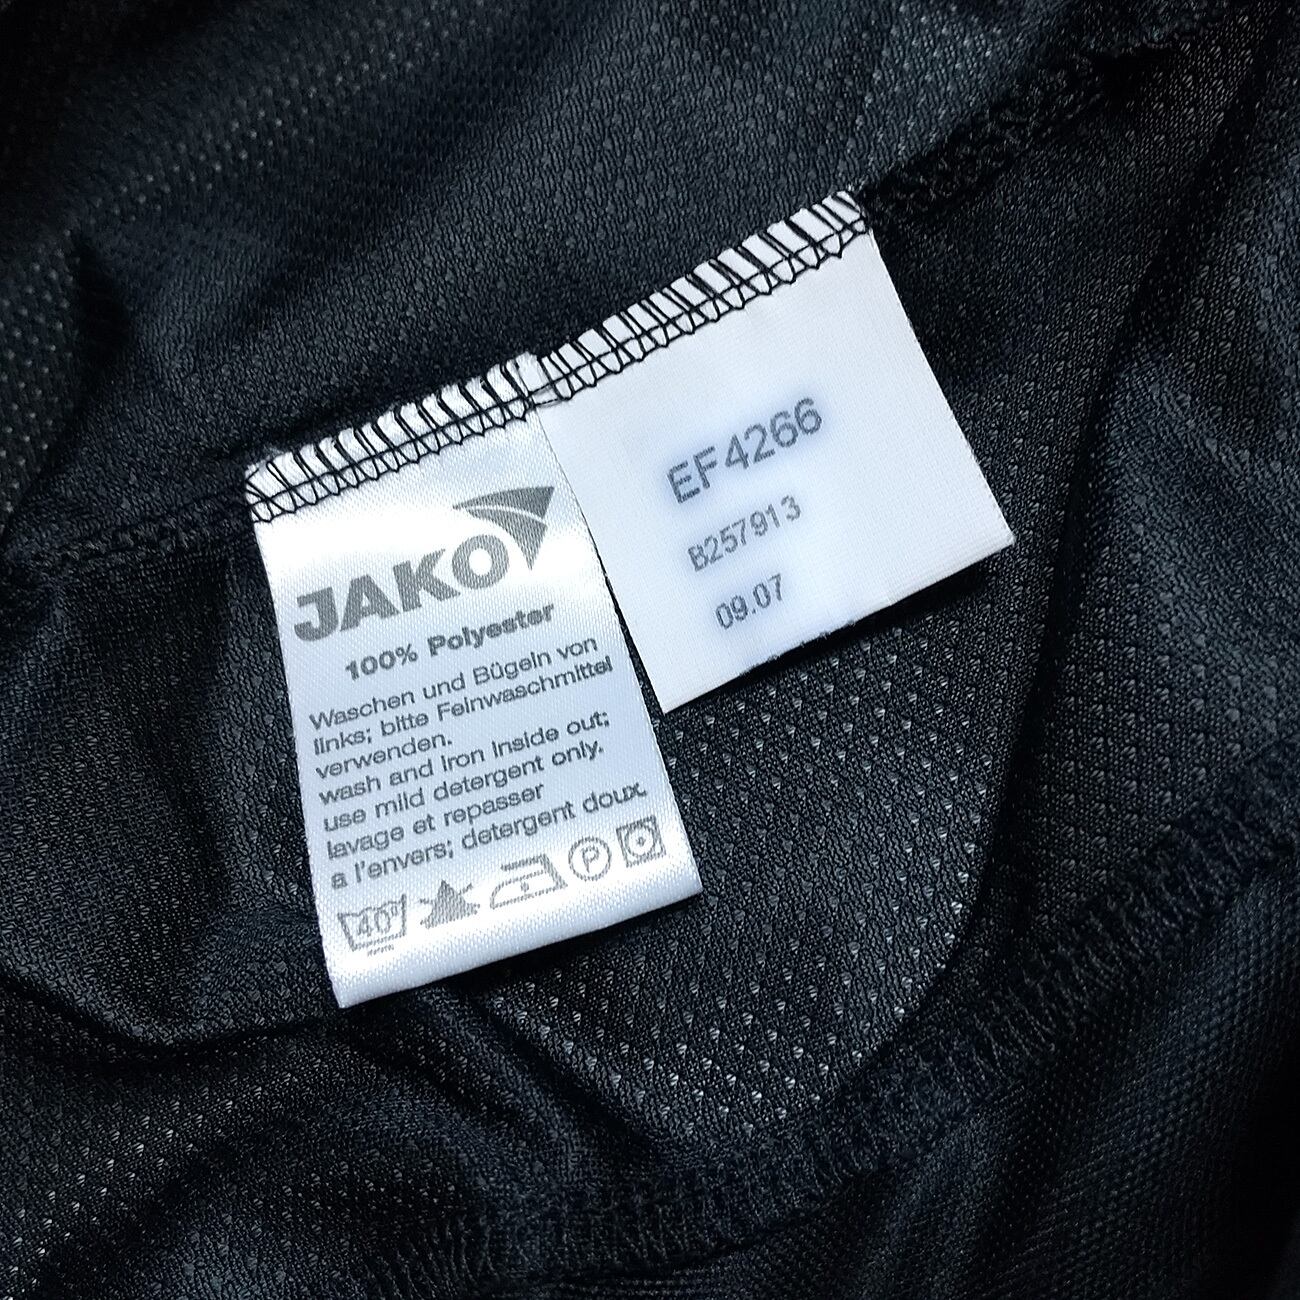 JAKO
100% Polyester
Waschen und Bügeln von
links; bitte Feinwaschmittel
verwenden.
wash and iron inside out;
use mild detergent only.
lavage et repasser
a l'envers; detergent doux.
40° P
EF4266
B257913
09.07